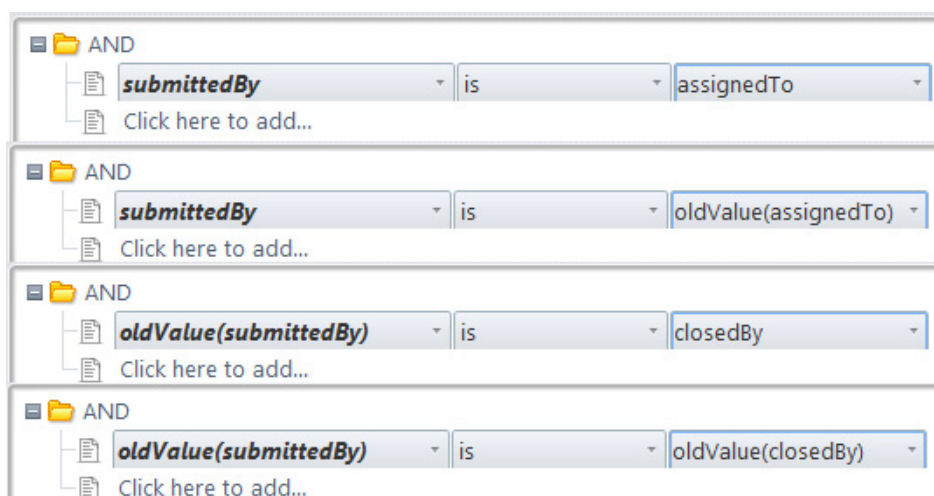 AND
submittedBy is assignedTo
Click here to add...
AND
submittedBy is oldValue(assignedTo)
Click here to add...
AND
oldValue(submittedBy) is closedBy
Click here to add...
AND
oldValue(submittedBy) is oldValue(closedBy)
Click here to add...